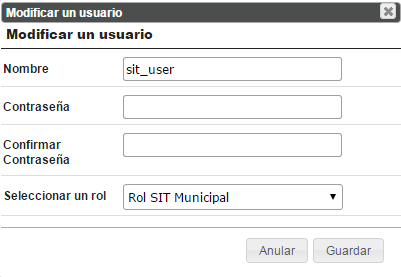 Modificar un usuario
Modificar un usuario
Nombre
sit_user
Contraseña
Confirmar
Contraseña
Seleccionar un rol
Rol SIT Municipal
Anular
Guardar